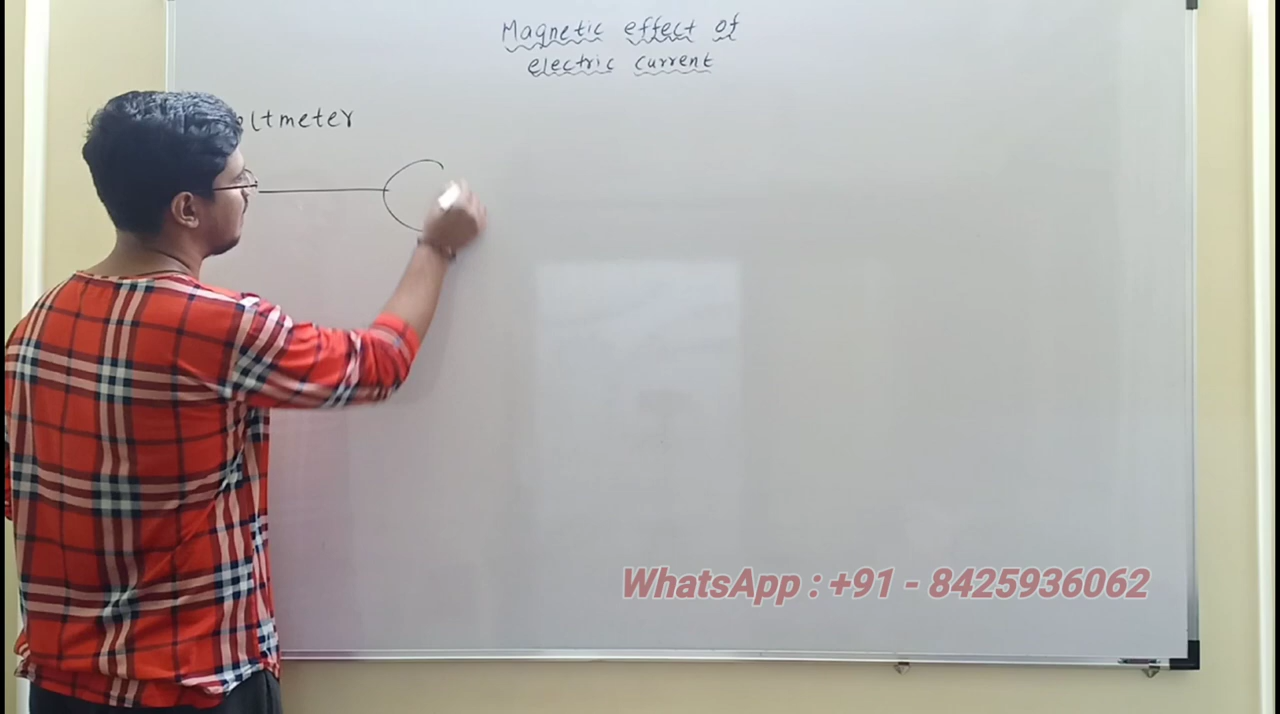 Magnetic effect of
electric current
oltmeter
WhatsApp : +91 - 8425936062